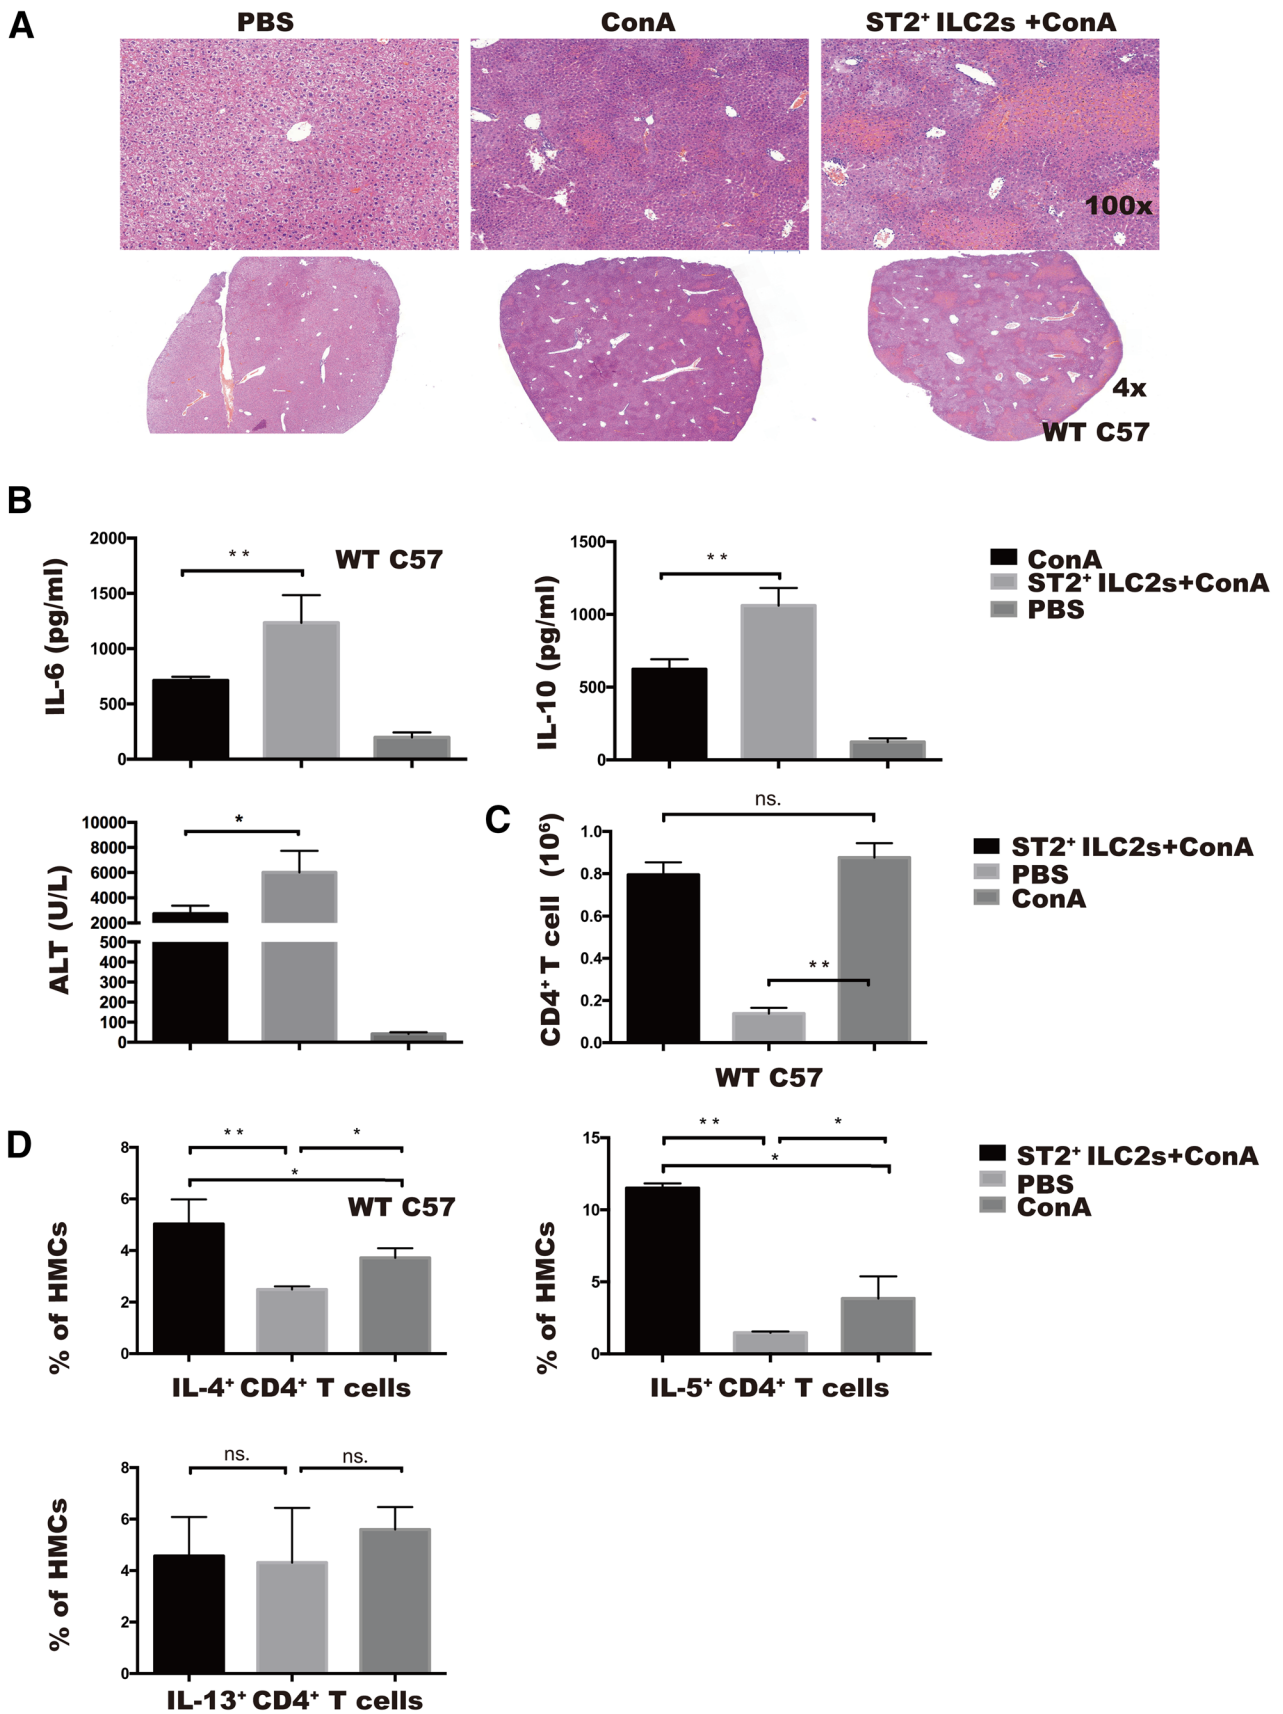 A
PBS
ConA
ST2⁺ ILC2s +ConA
100x
4x
WT C57
B
IL-6 (pg/ml)
2000
1500
1000
500
0
* *
WT C57
IL-10 (pg/ml)
1500
1000
500
0
* *
ConA
ST2⁺ ILC2s+ConA
PBS
ALT (U/L)
10000
8000
6000
4000
2000
500
400
300
200
100
0
*
C
CD4⁺ T cell (10⁶)
1.0
0.8
0.6
0.4
0.2
0.0
ns.
* *
WT C57
ST2⁺ ILC2s+ConA
PBS
ConA
D
% of HMCs
8
6
4
2
0
* *
*
*
WT C57
IL-4⁺ CD4⁺ T cells
% of HMCs
15
10
5
0
* *
*
*
IL-5⁺ CD4⁺ T cells
ST2⁺ ILC2s+ConA
PBS
ConA
% of HMCs
8
6
4
2
0
ns.
ns.
IL-13⁺ CD4⁺ T cells